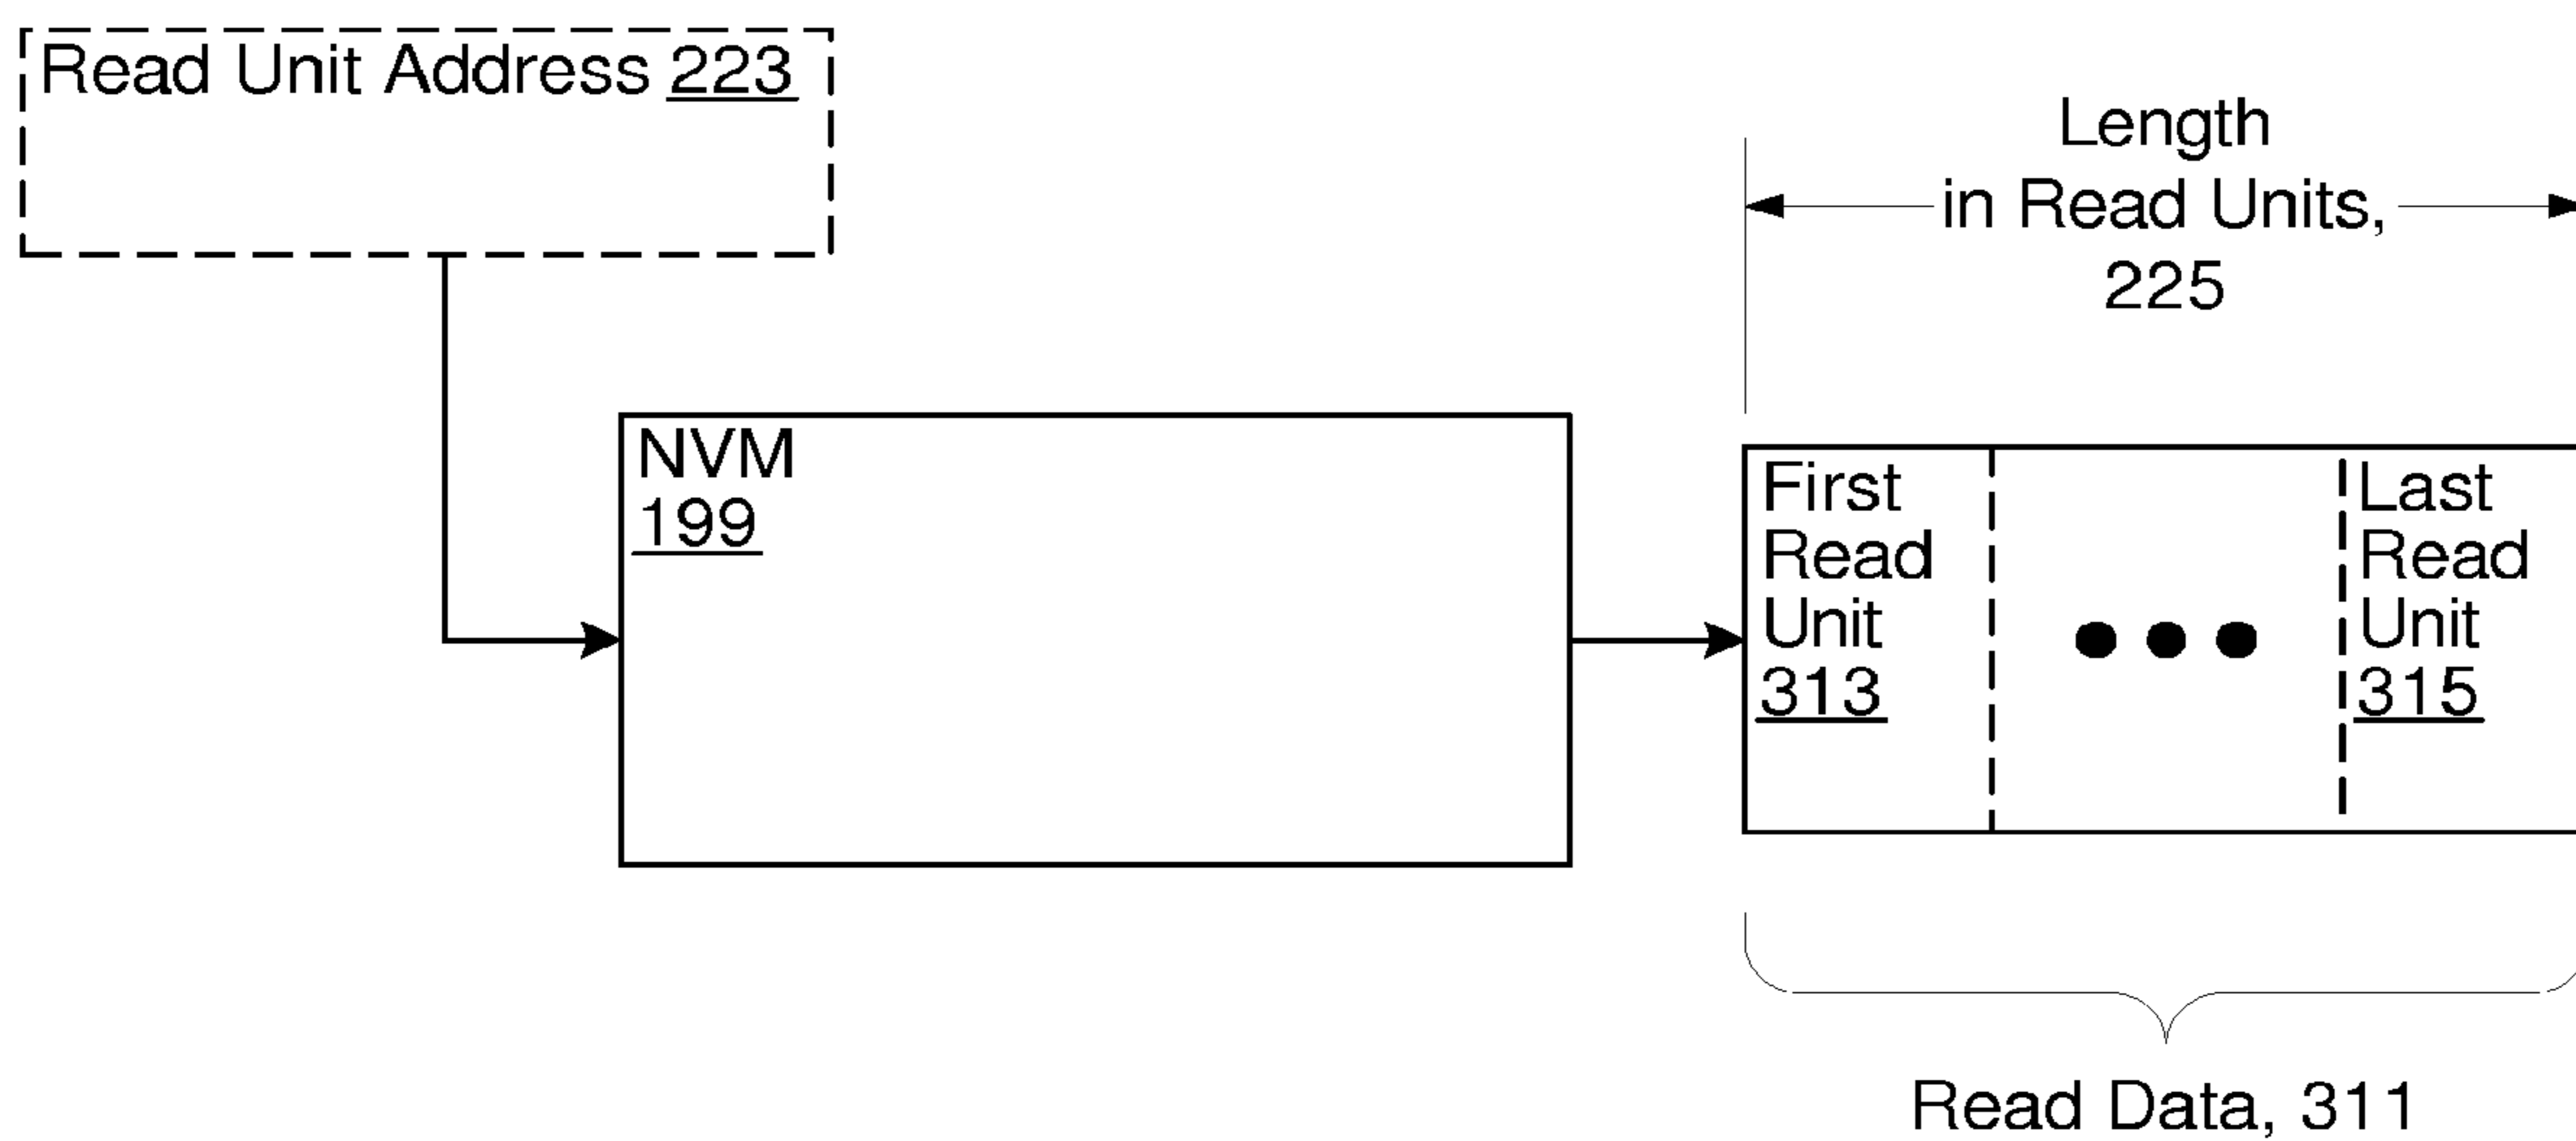 Read Unit Address 223
Length
in Read Units,
225
NVM
199
First
Read
Unit
313
Last
Read
Unit
315
Read Data, 311